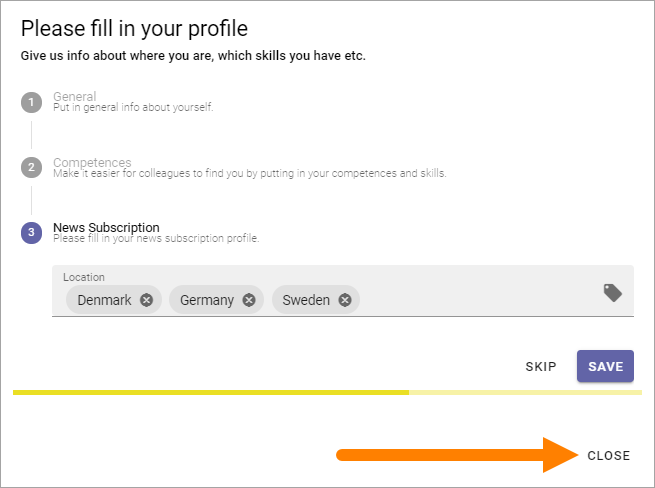 Please fill in your profile
Give us info about where you are, which skills you have etc.
1 General
Put in general info about yourself.
2 Competences
Make it easier for colleagues to find you by putting in your competences and skills.
3 News Subscription
Please fill in your news subscription profile.
Location
Denmark Germany Sweden
SKIP SAVE
CLOSE